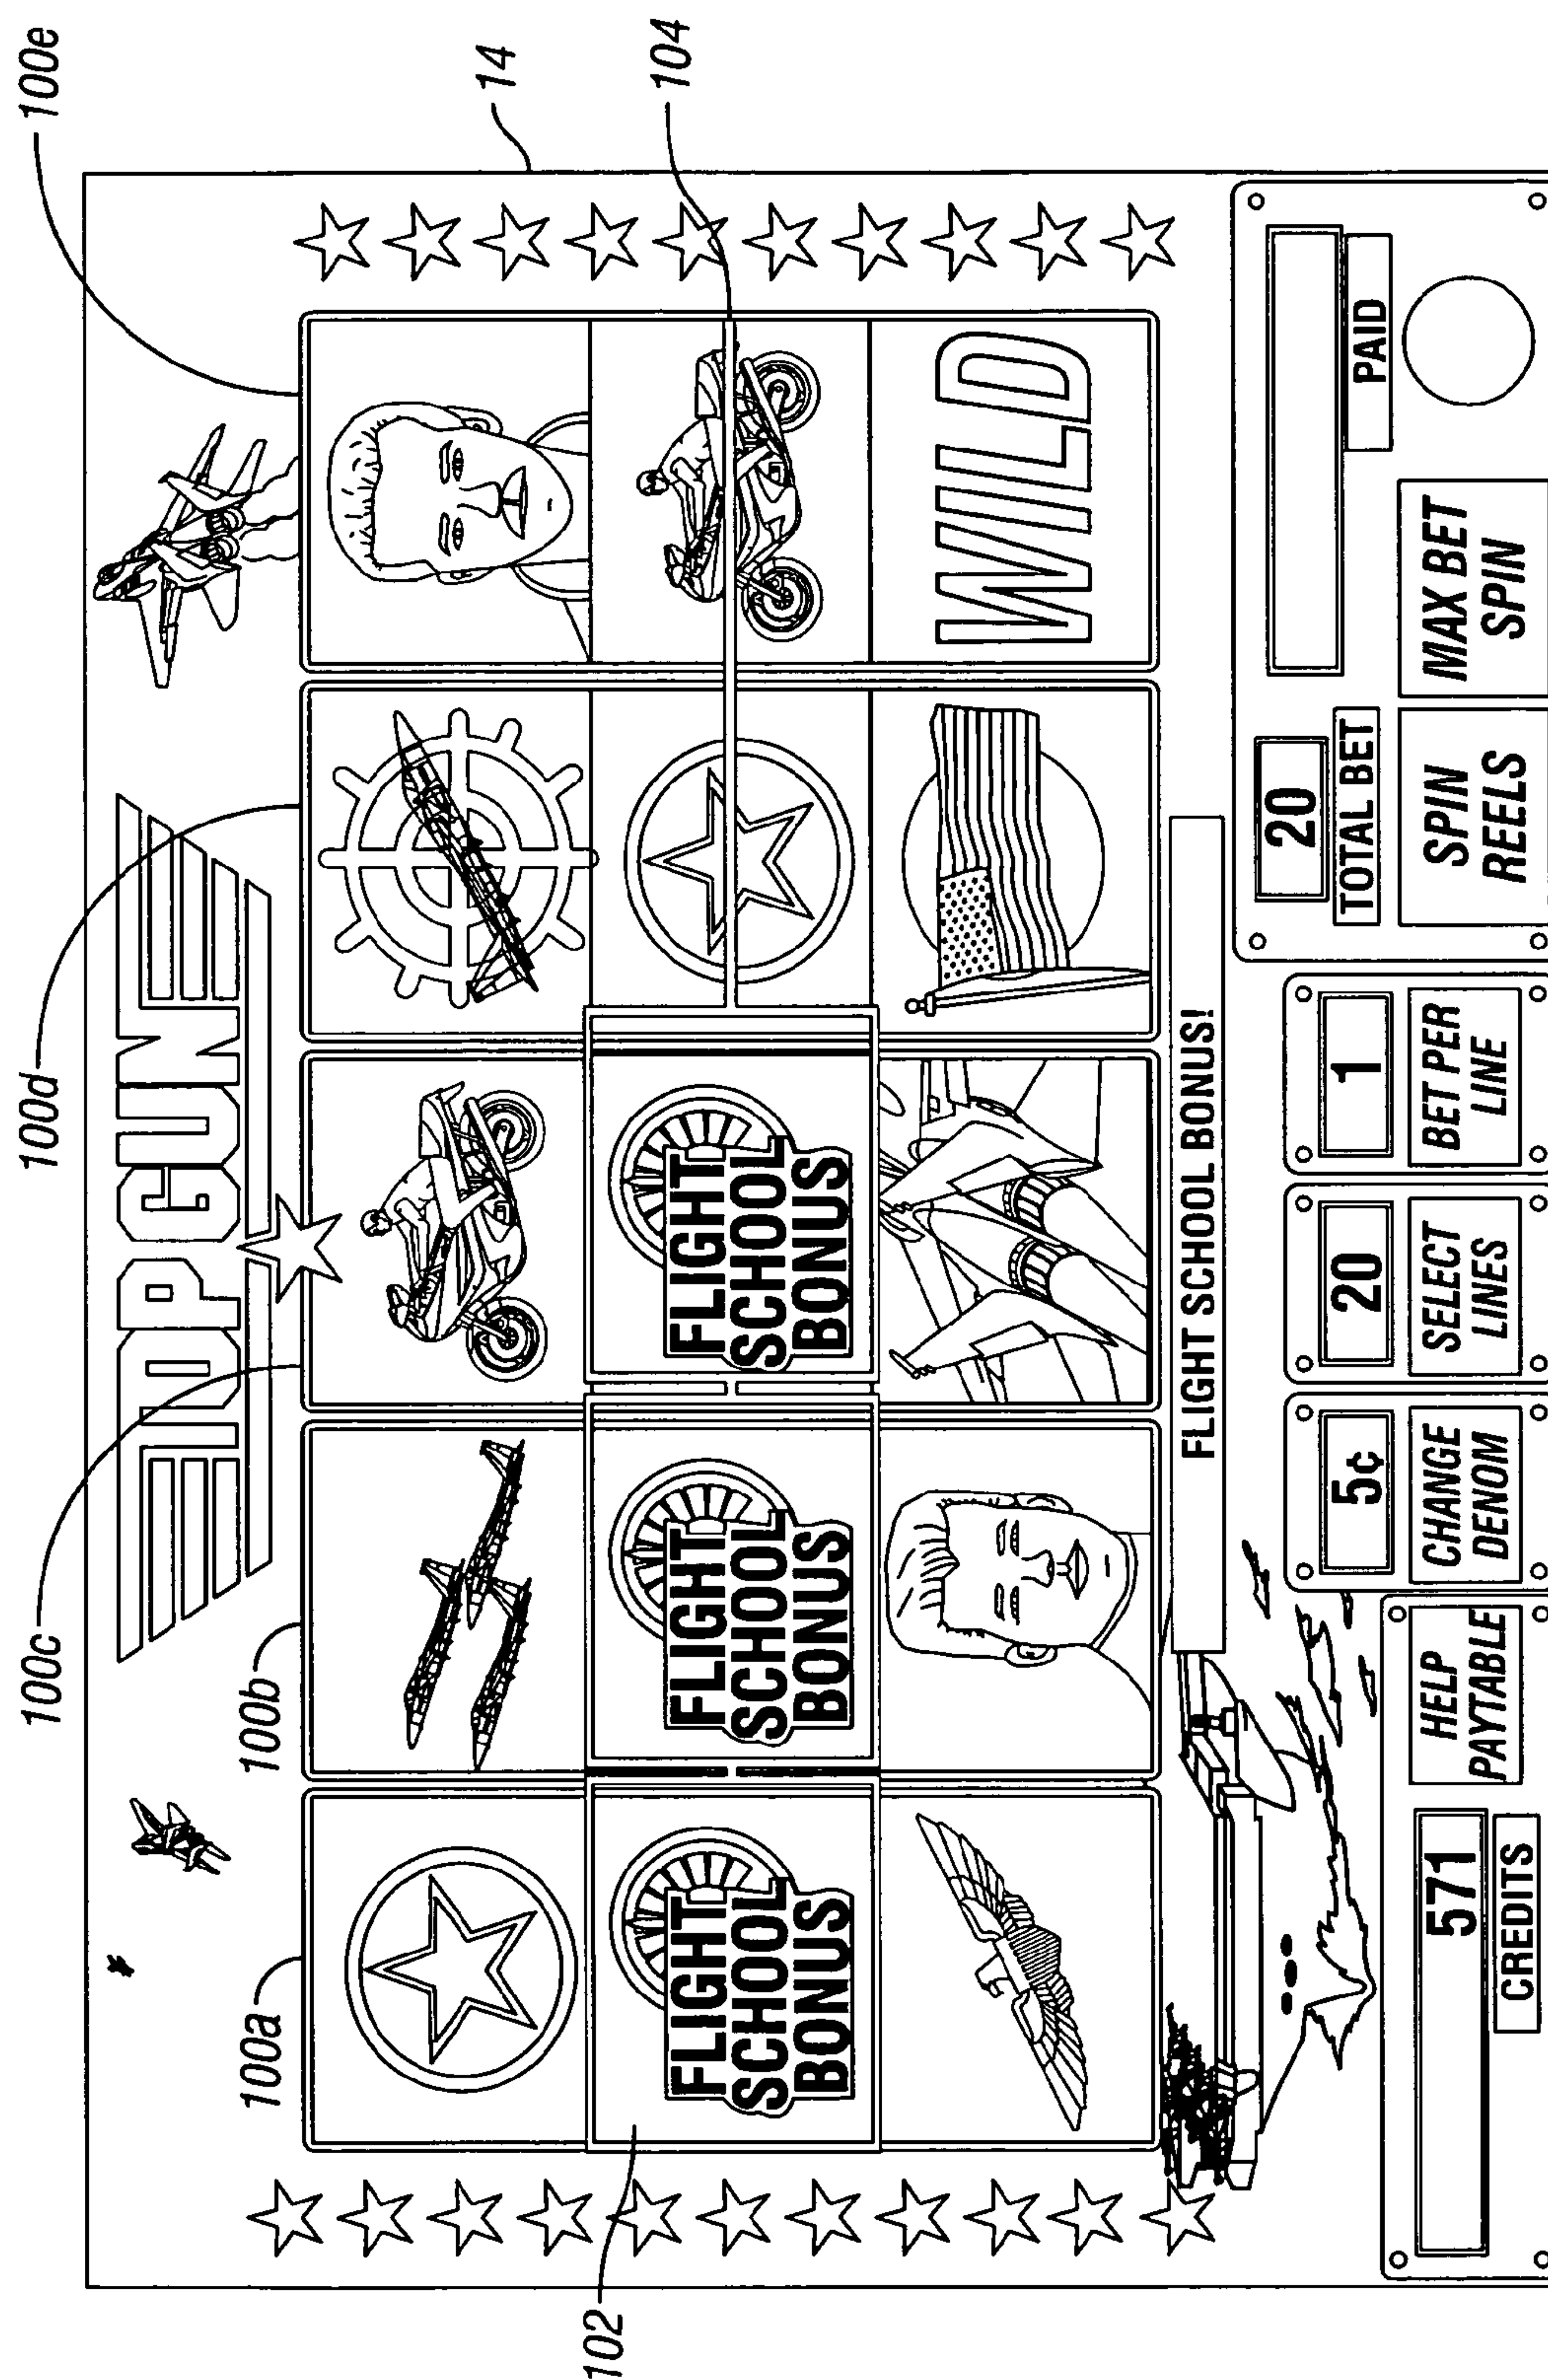 100c
100d
100e
TOP GUN
100a
100b
14
104
102
FLIGHT
SCHOOL
BONUS
FLIGHT
SCHOOL
BONUS
FLIGHT
SCHOOL
BONUS
WILD
FLIGHT SCHOOL BONUS!
571
CREDITS
HELP
PAYTABLE
5¢
CHANGE
DENOM
20
SELECT
LINES
1
BET PER
LINE
20
TOTAL BET
SPIN
REELS
PAID
MAX BET
SPIN